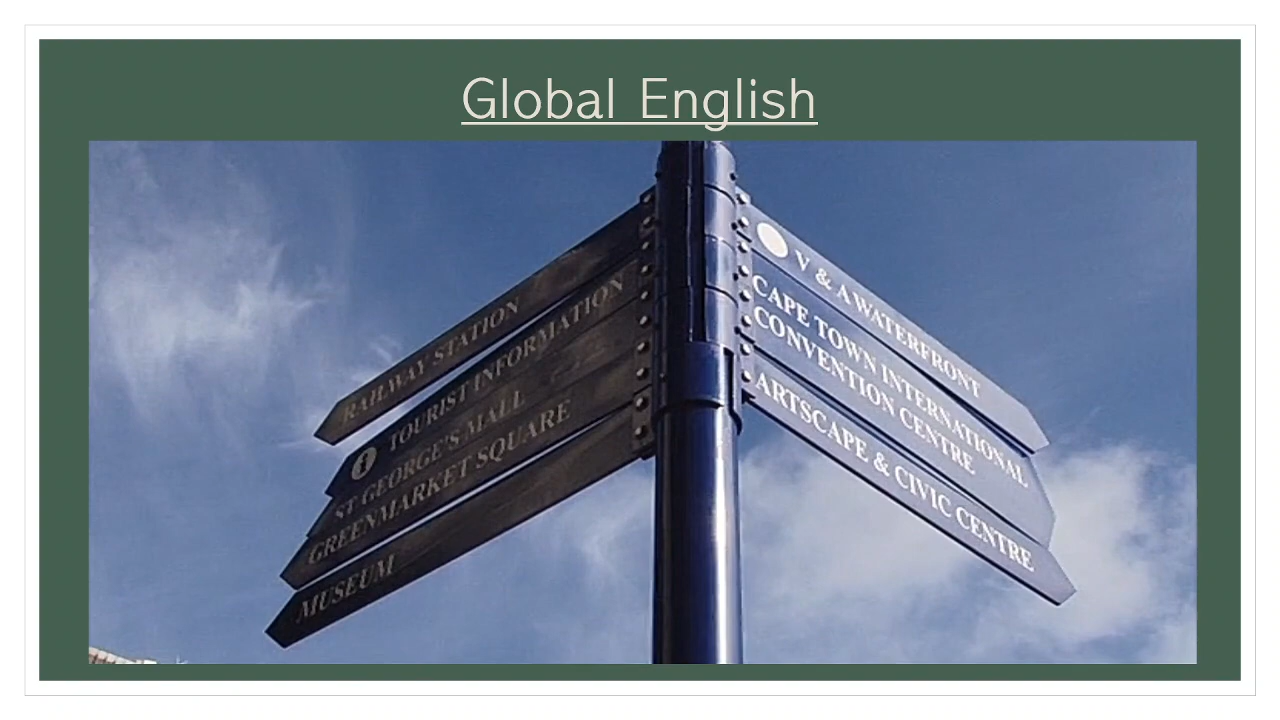 Global English
RAILWAY STATION
i TOURIST INFORMATION
ST GEORGE'S MALL
GREENMARKET SQUARE
MUSEUM
V & A WATERFRONT
CAPE TOWN INTERNATIONAL
CONVENTION CENTRE
ARTSCAPE & CIVIC CENTRE